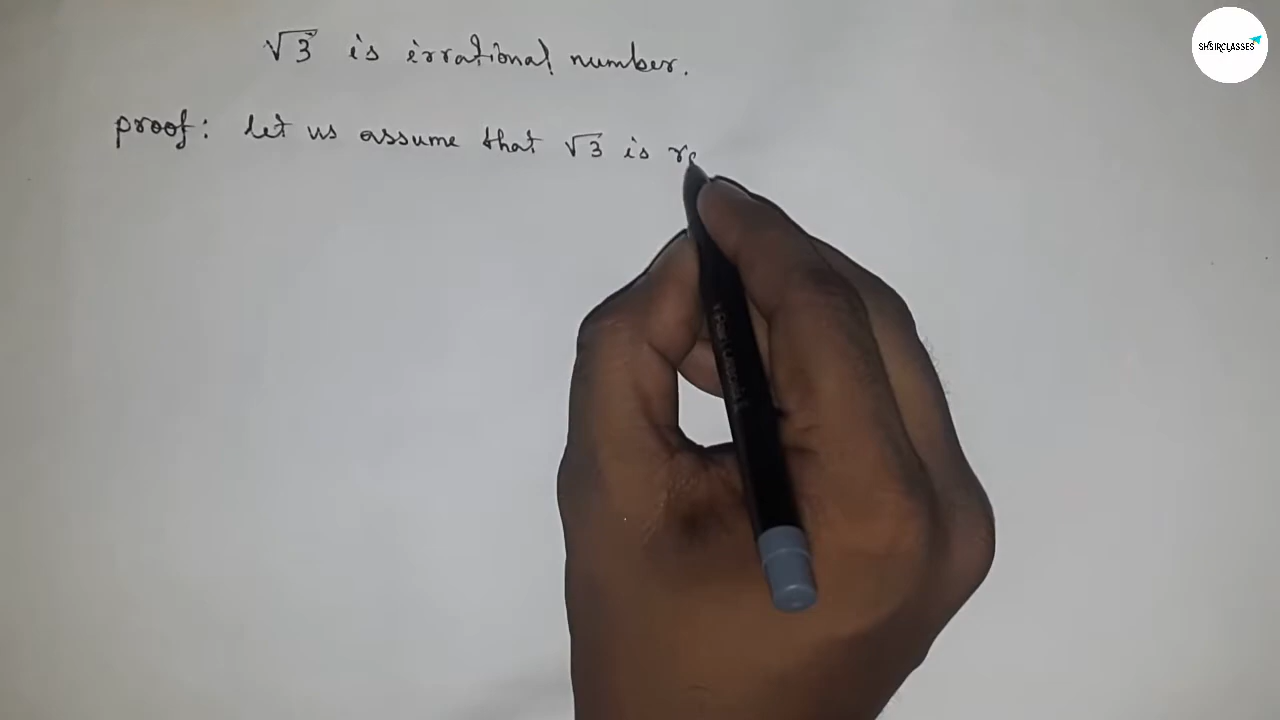 SHSIRCLASSES
√3 is irrational number.
proof: let us assume that √3 is